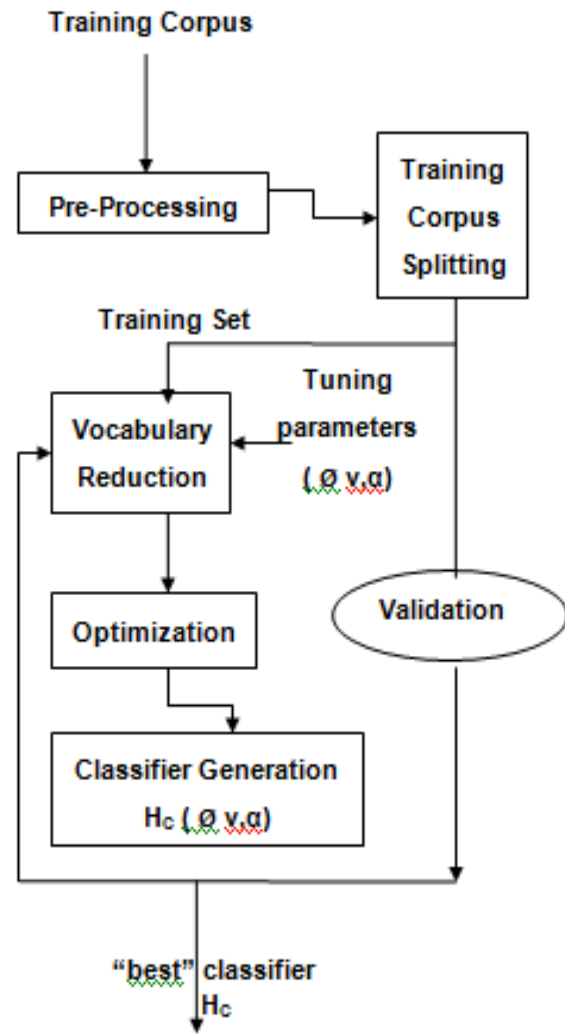 Training Corpus
Pre-Processing
Training
Corpus
Splitting
Training Set
Vocabulary
Reduction
Tuning
parameters
( Ø v,α)
Optimization
Validation
Classifier Generation
Hc ( Ø v,α)
“best” classifier
Hc